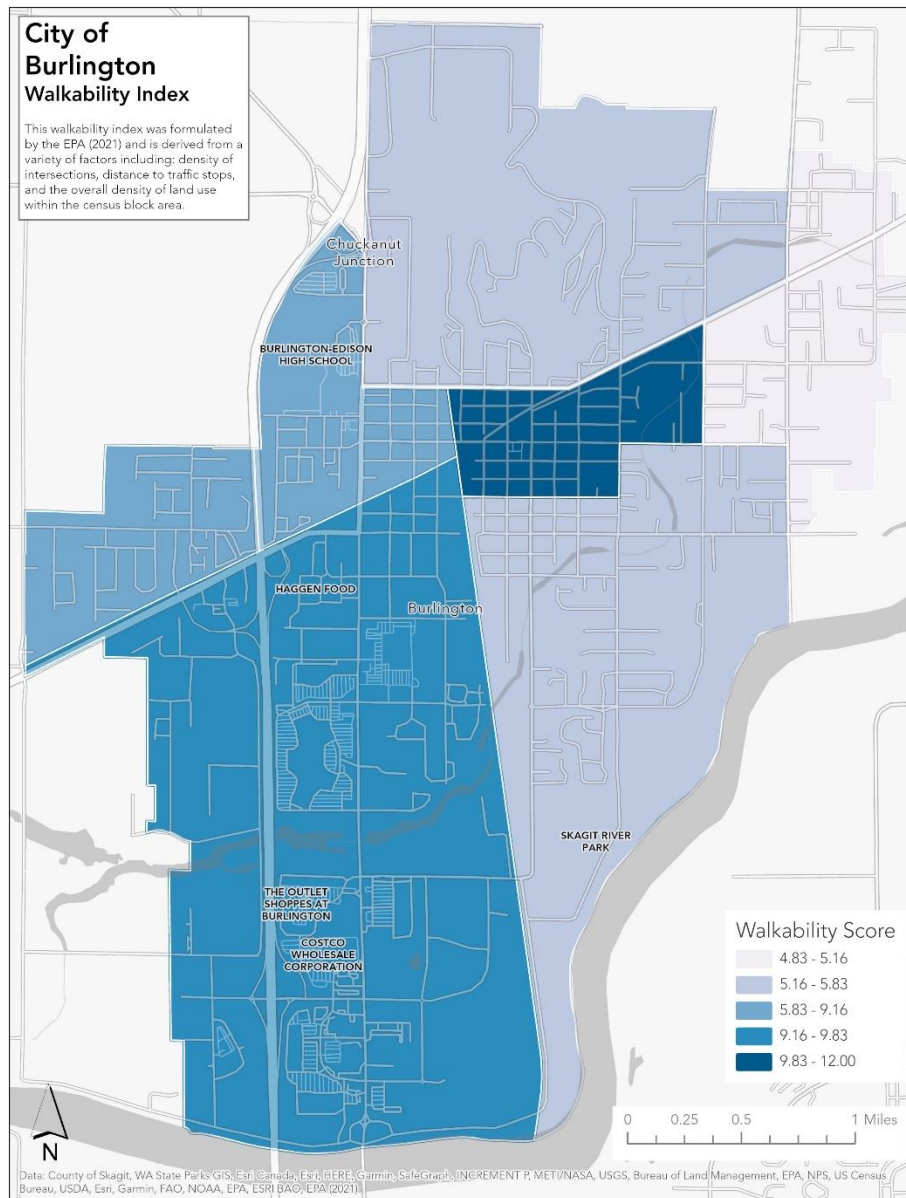 City of
Burlington
Walkability Index
This walkability index was formulated
by the EPA (2021) and is derived from a
variety of factors including: density of
intersections, distance to traffic stops,
and the overall density of land use
within the census block area.
Chuckanut
Junction
BURLINGTON-EDISON
HIGH SCHOOL
HAGGEN FOOD
Burlington
SKAGIT RIVER
PARK
THE OUTLET
SHOPPES AT
BURLINGTON
COSTCO
WHOLESALE
CORPORATION
Walkability Score
4.83 - 5.16
5.16 - 5.83
5.83 - 9.16
9.16 - 9.83
9.83 - 12.00
0 0.25 0.5 1 Miles
N
Data: County of Skagit, WA State Parks GIS, Esri Canada, Esri, HERE, Garmin, SafeGraph, INCREMENT P, METI/NASA, USGS, Bureau of Land Management, EPA, NPS, US Census
Bureau, USDA, Esri, Garmin, FAO, NOAA, EPA, ESRI BAO, EPA (2021)